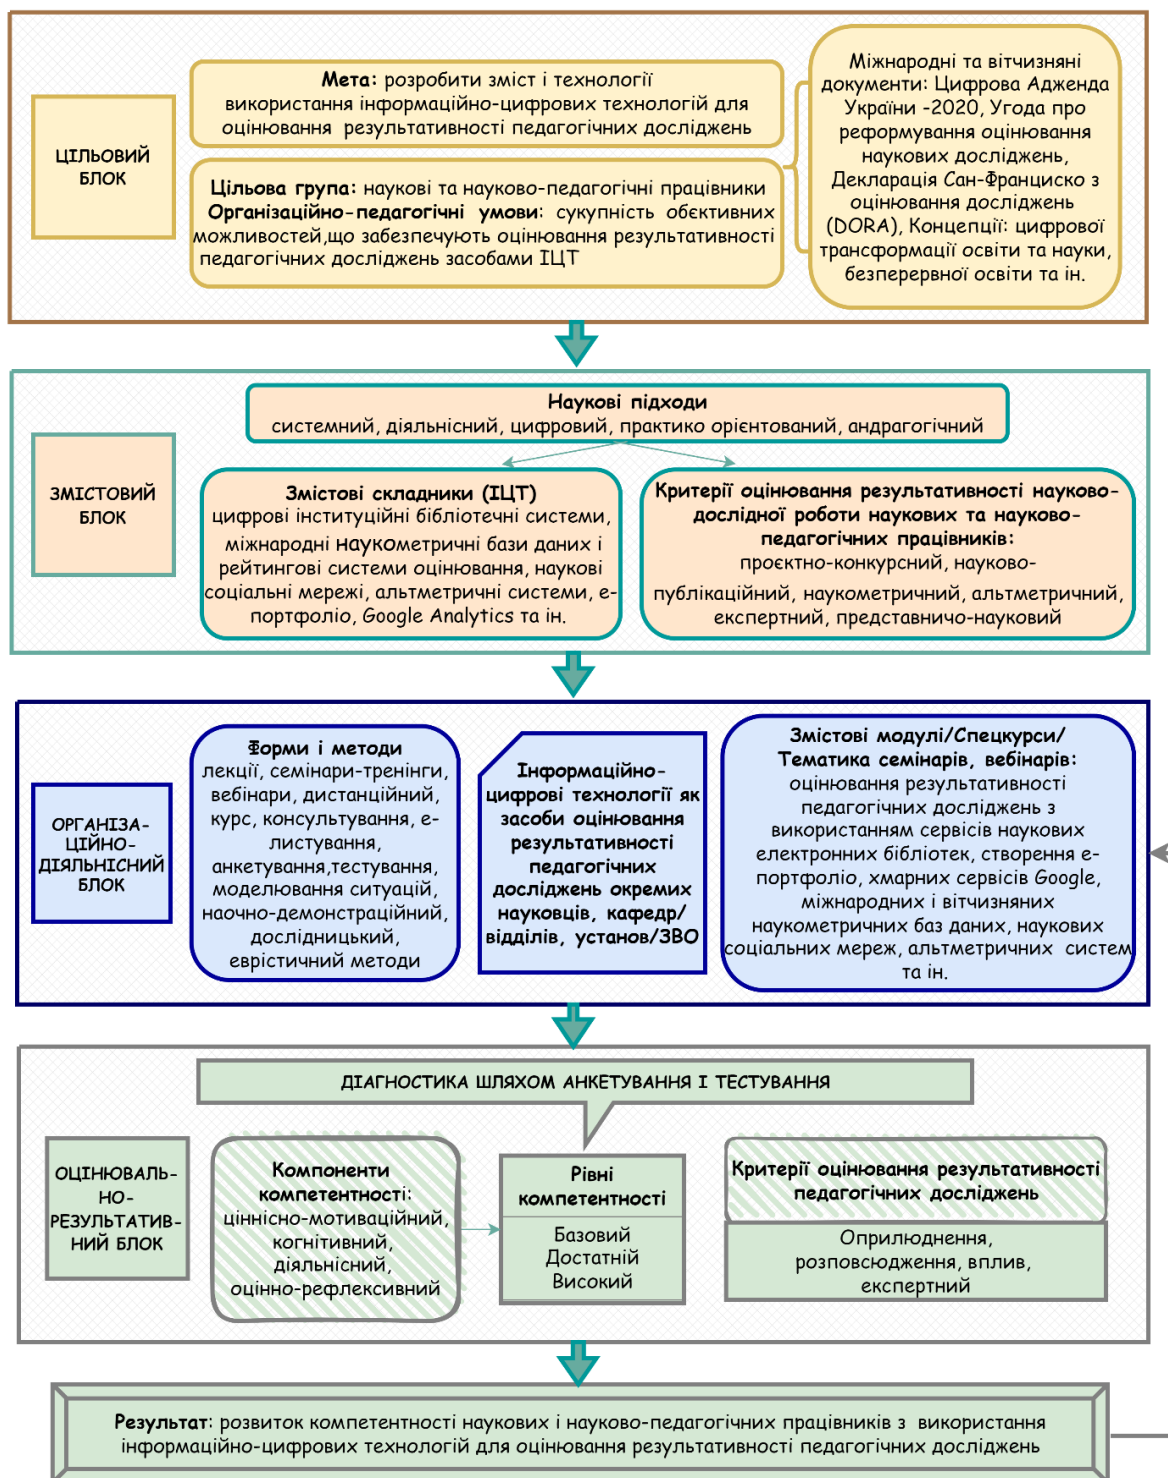 ЦІЛЬОВИЙ
БЛОК
Мета: розробити зміст і технології
використання інформаційно-цифрових технологій для
оцінювання результативності педагогічних досліджень
Цільова група: наукові та науково-педагогічні працівники
Організаційно-педагогічні умови: сукупність обєктивних
можливостей,що забезпечують оцінювання результативності
педагогічних досліджень засобами ІЦТ
Міжнародні та вітчизняні
документи: Цифрова Адженда
України -2020, Угода про
реформування оцінювання
наукових досліджень,
Декларація Сан-Франциско з
оцінювання досліджень
(DORA), Концепції: цифрової
трансформації освіти та науки,
безперервної освіти та ін.
ЗМІСТОВИЙ
БЛОК
Наукові підходи
системний, діяльнісний, цифровий, практико орієнтований, андрагогічний
Змістові складники (ІЦТ)
цифрові інституційні бібліотечні системи,
міжнародні наукометричні бази даних і
рейтингові системи оцінювання, наукові
соціальні мережі, альтметричні системи, е-
портфоліо, Google Analytics та ін.
Критерії оцінювання результативності науково-
дослідної роботи наукових та науково-
педагогічних працівників:
проєктно-конкурсний, науково-
публікаційний, наукометричний, альтметричний,
експертний, представничо-науковий
ОРГАНІЗА-
ЦІЙНО-
ДІЯЛЬНІСНИЙ
БЛОК
Форми і методи
лекції, семінари-тренінги,
вебінари, дистанційний,
курс, консультування, е-
листування,
анкетування,тестування,
моделювання ситуацій,
наочно-демонстраційний,
дослідницький,
еврістичний методи
Інформаційно-
цифрові технології як
засоби оцінювання
результативності
педагогічних
досліджень окремих
науковців, кафедр/
відділів, установ/ЗВО
Змістові модулі/Спецкурси/
Тематика семінарів, вебінарів:
оцінювання результативності
педагогічних досліджень з
використанням сервісів наукових
електронних бібліотек, створення е-
портфоліо, хмарних сервісів Google,
міжнародних і вітчизняних
наукометричних баз даних, наукових
соціальних мереж, альтметричних систем
та ін.
ДІАГНОСТИКА ШЛЯХОМ АНКЕТУВАННЯ І ТЕСТУВАННЯ
ОЦІНЮВАЛЬ-
НО-
РЕЗУЛЬТАТИВ-
НИЙ БЛОК
Компоненти
компетентності:
ціннісно-мотиваційний,
когнітивний,
діяльнісний,
оцінно-рефлексивний
Рівні
компетентності
Базовий
Достатній
Високий
Критерії оцінювання результативності
педагогічних досліджень
Оприлюднення,
розповсюдження, вплив,
експертний
Результат: розвиток компетентності наукових і науково-педагогічних працівників з використання
інформаційно-цифрових технологій для оцінювання результативності педагогічних досліджень